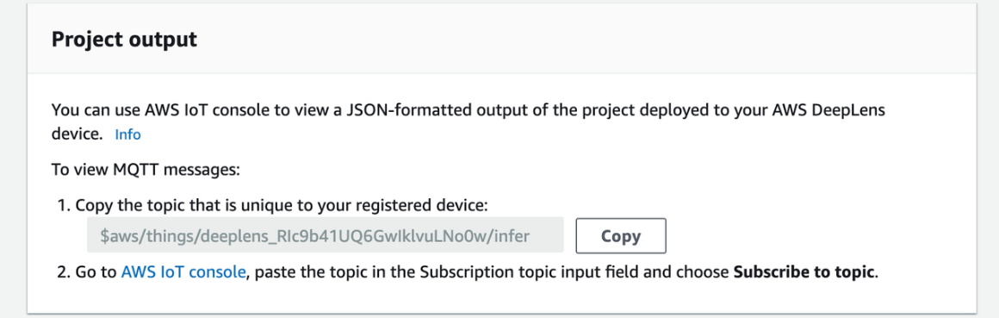 Project output
You can use AWS IoT console to view a JSON-formatted output of the project deployed to your AWS DeepLens
device. Info
To view MQTT messages:
1. Copy the topic that is unique to your registered device:
$aws/things/deeplens_RIc9b41UQ6GwIklvuLNo0w/infer
Copy
2. Go to AWS IoT console, paste the topic in the Subscription topic input field and choose Subscribe to topic.